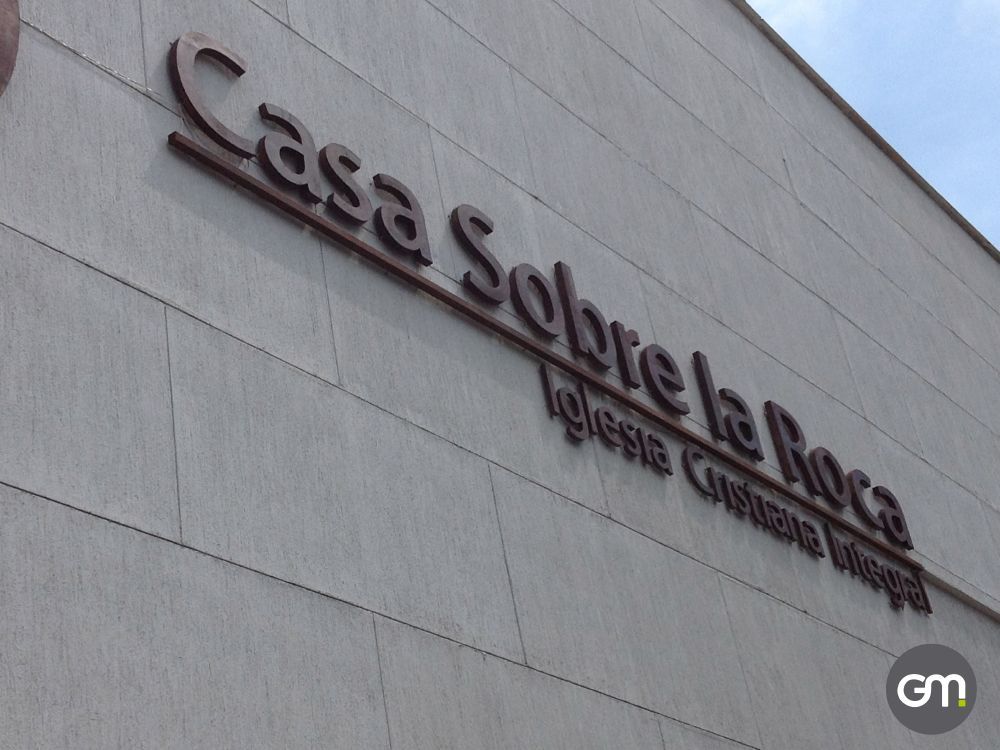 Casa Sobre la Roca
Iglesia Cristiana Integral
GM.